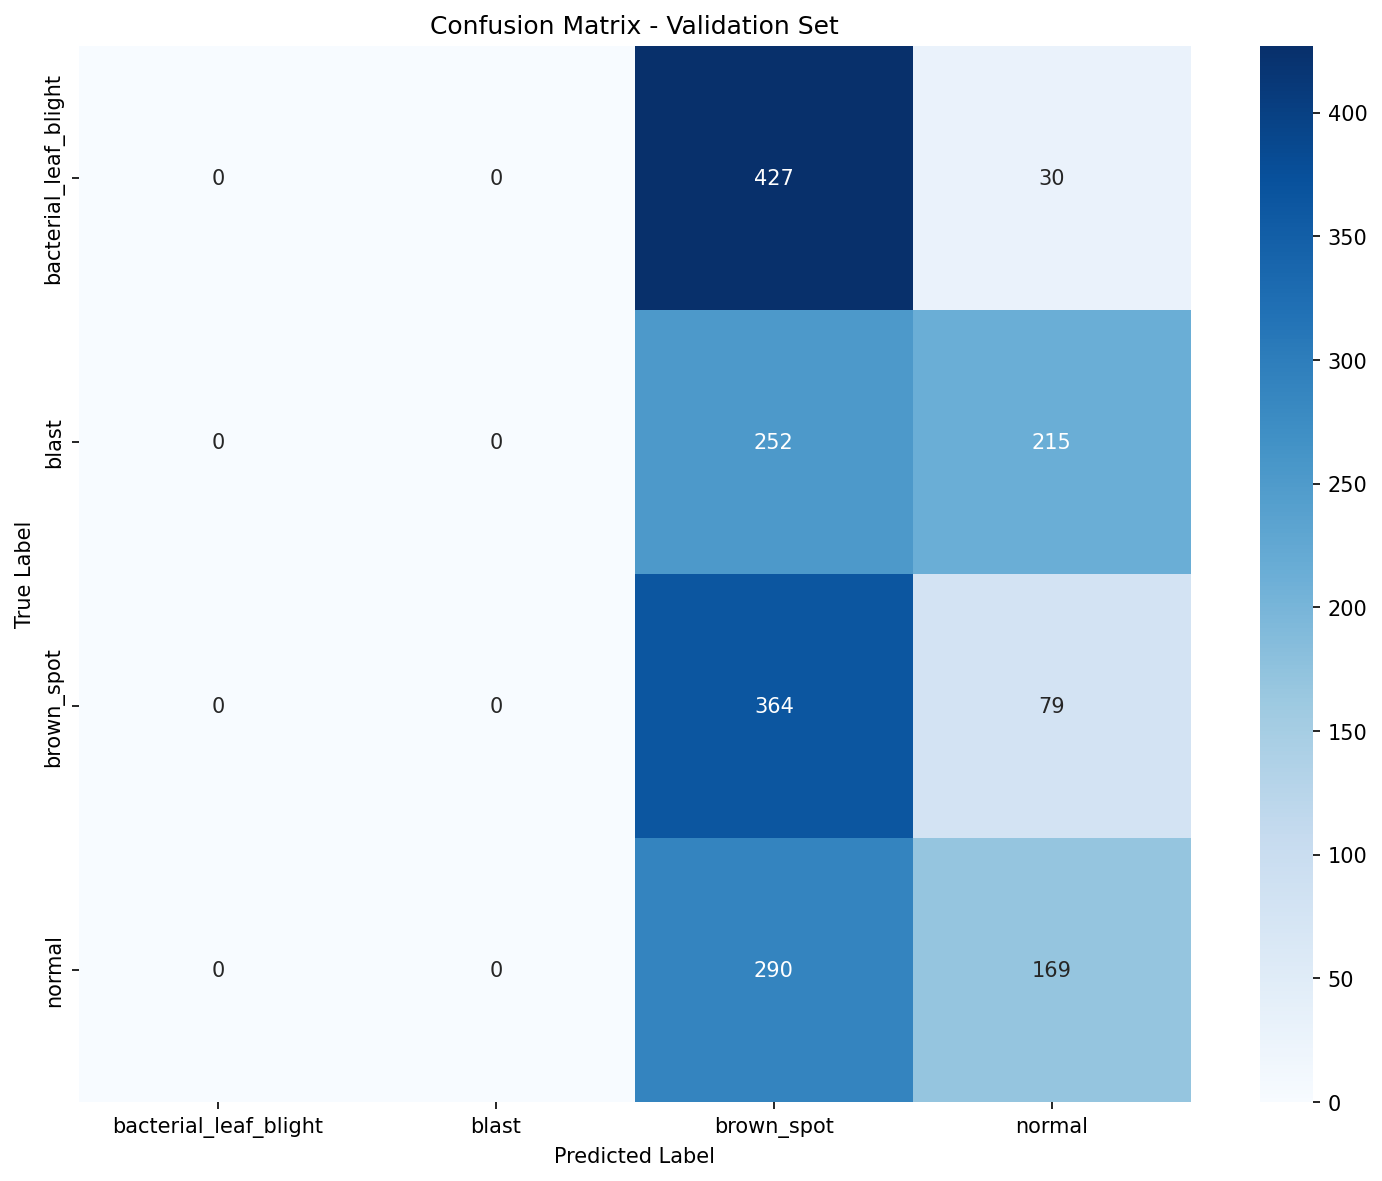 Confusion Matrix - Validation Set
True Label
bacterial_leaf_blight
0 0 427 30
blast
0 0 252 215
brown_spot
0 0 364 79
normal
0 0 290 169
bacterial_leaf_blight blast brown_spot normal
Predicted Label
400
350
300
250
200
150
100
50
0